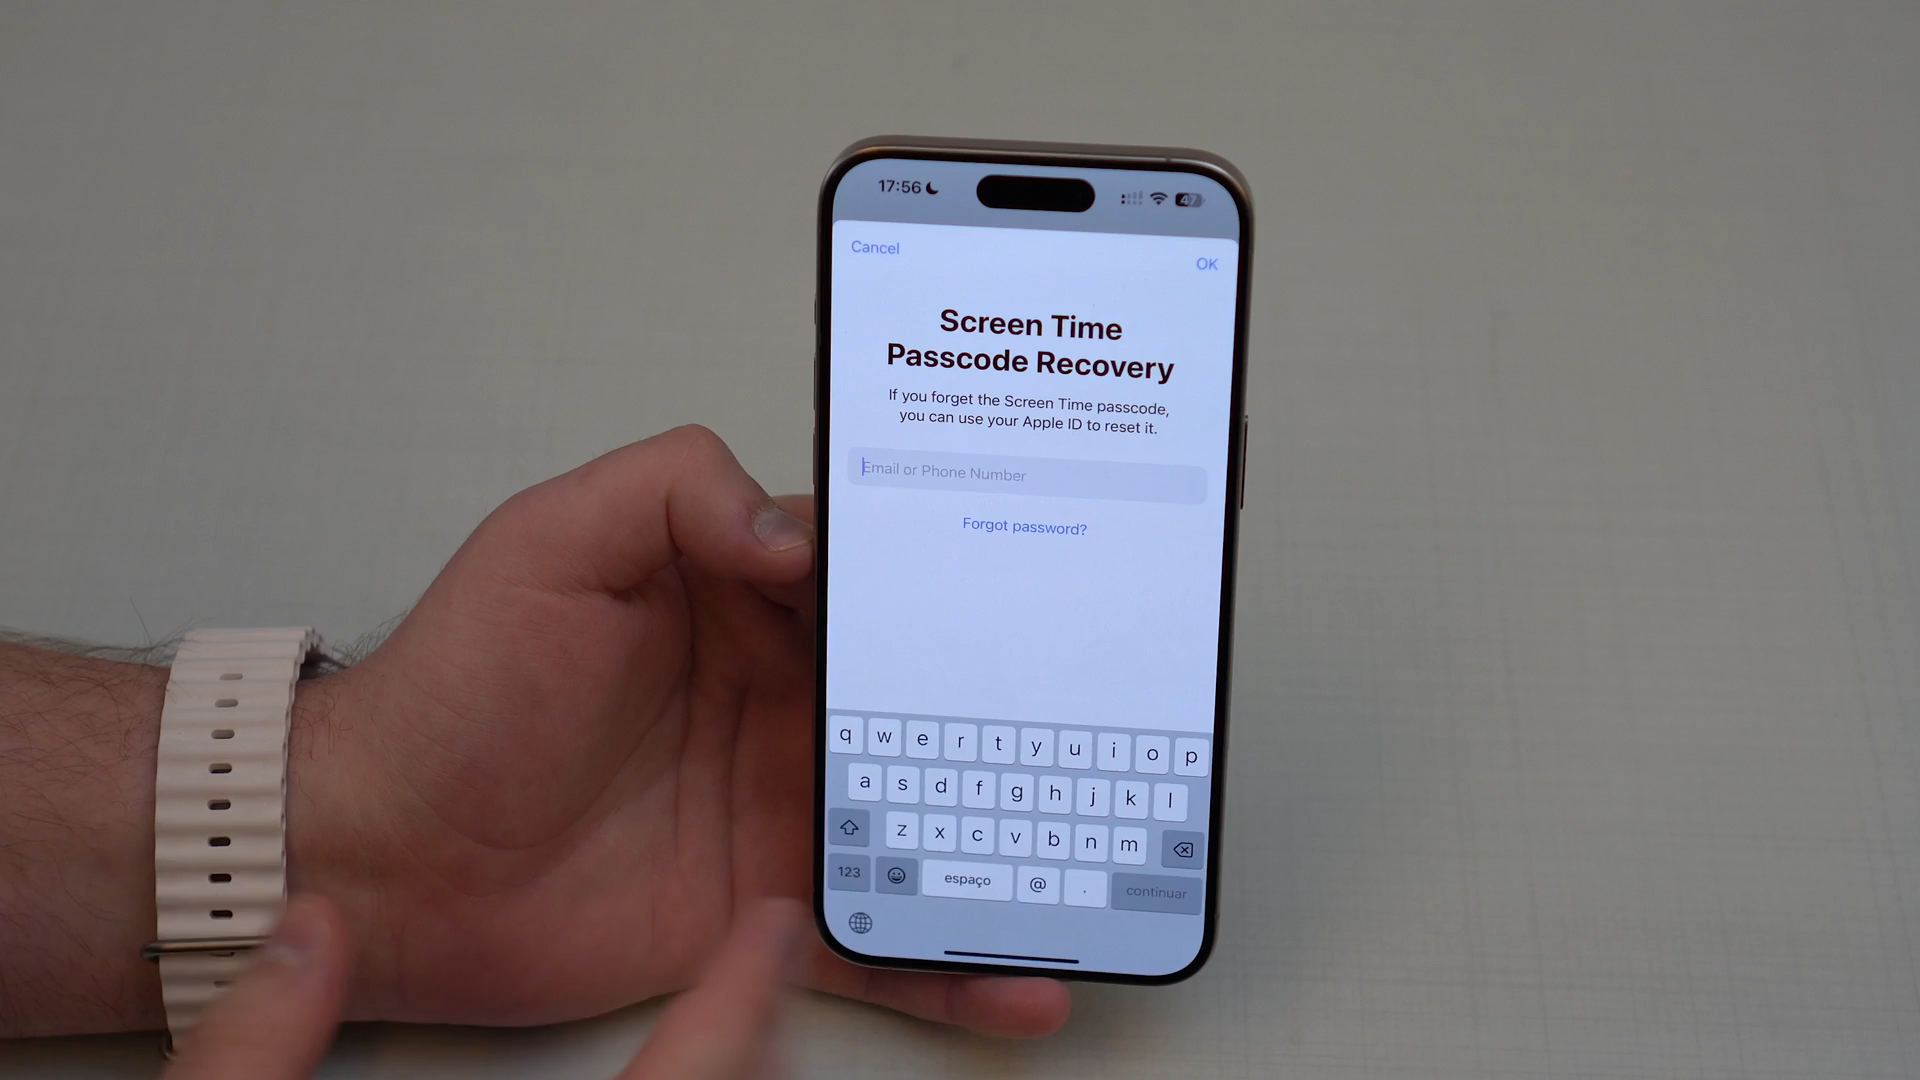 17:56
47
Cancel
OK
Screen Time
Passcode Recovery
If you forget the Screen Time passcode,
you can use your Apple ID to reset it.
Email or Phone Number
Forgot password?
q w e r t y u i o p
a s d f g h j k l
z x c v b n m
123 espaço @ . continuar